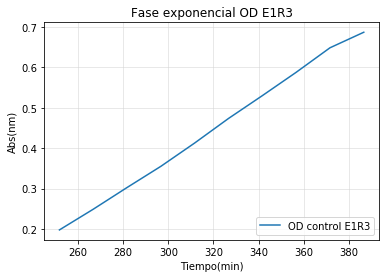 Fase exponencial OD E1R3
0.7
0.6
0.5
0.4
0.3
0.2
Abs(nm)
260 280 300 320 340 360 380
Tiempo(min)
OD control E1R3